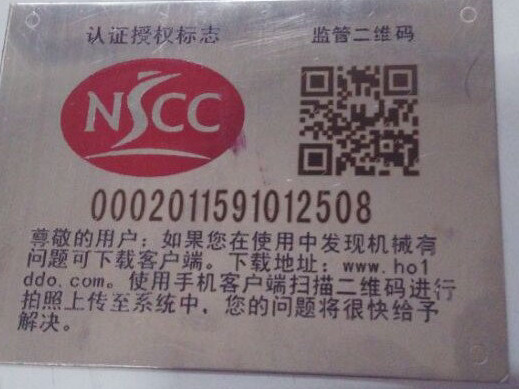 认证授权标志 监管二维码
NSCC
0002011591012508
尊敬的用户：如果您在使用中发现机械有
问题可下载客户端。下载地址：www.ho1
ddo.com。使用手机客户端扫描二维码进行
拍照上传至系统中，您的问题将很快给予
解决。